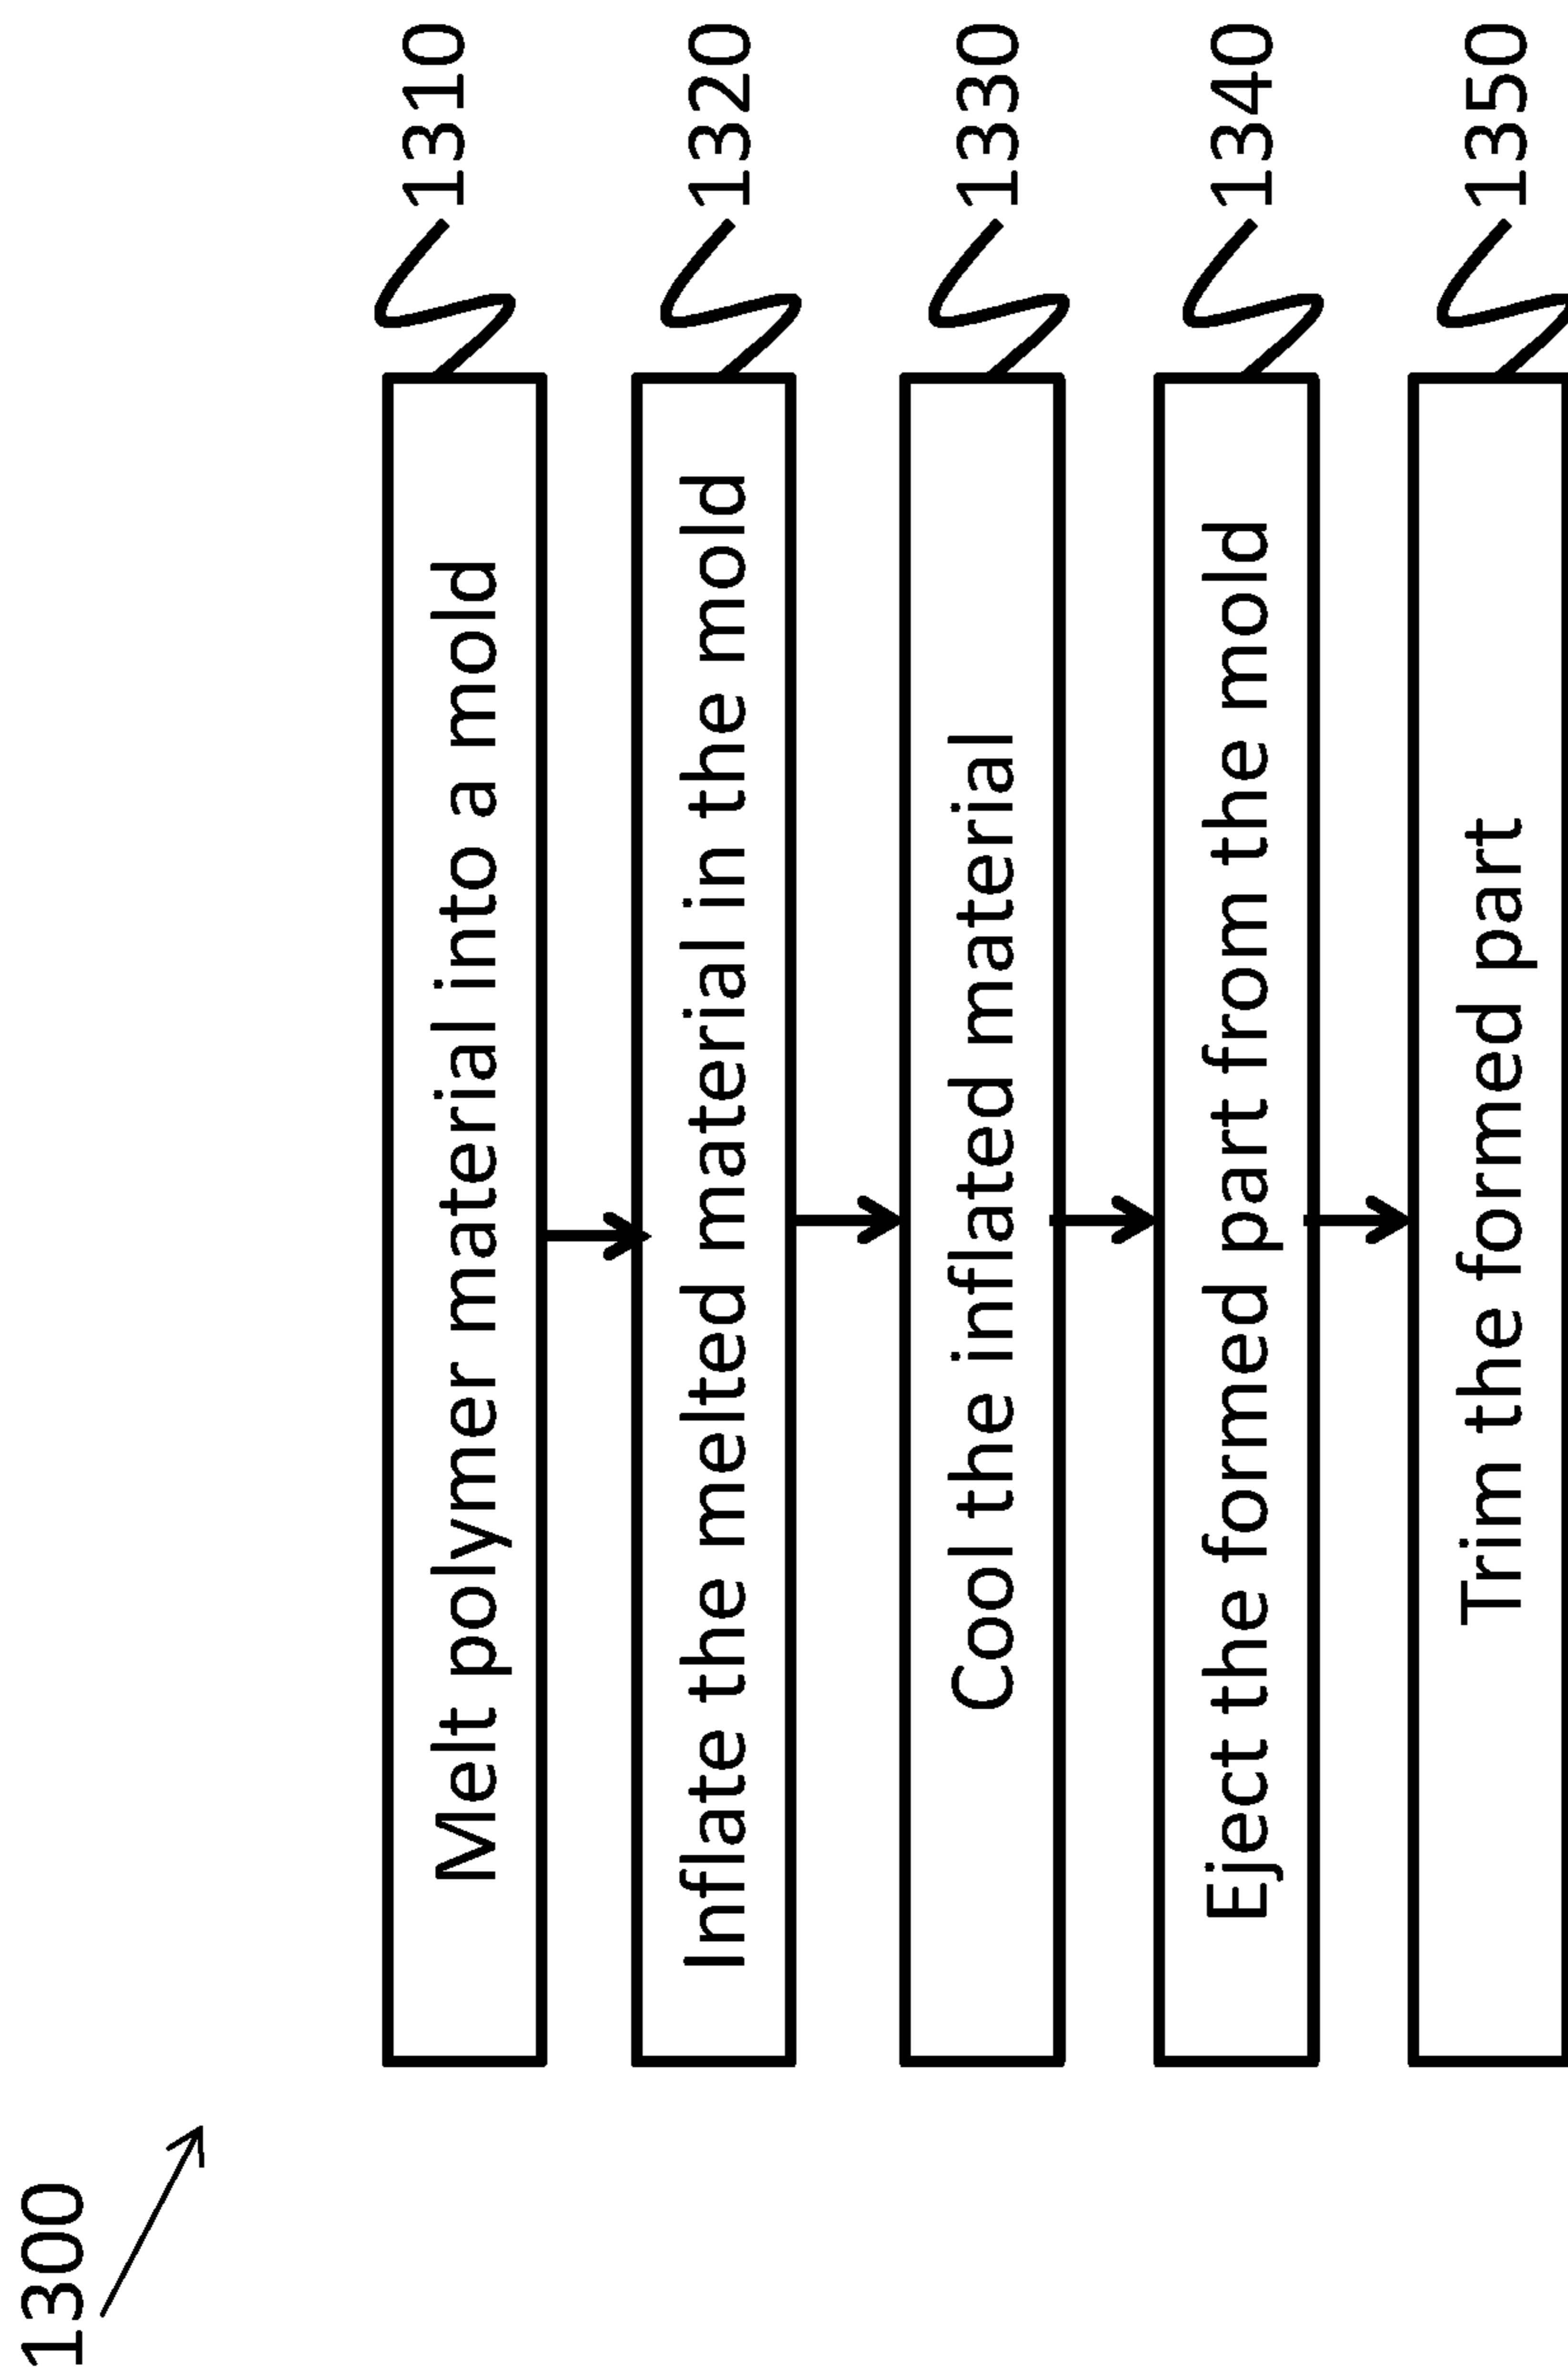 1300
Melt polymer material into a mold
1310
Inflate the melted material in the mold
1320
Cool the inflated material
1330
Eject the formed part from the mold
1340
Trim the formed part
1350